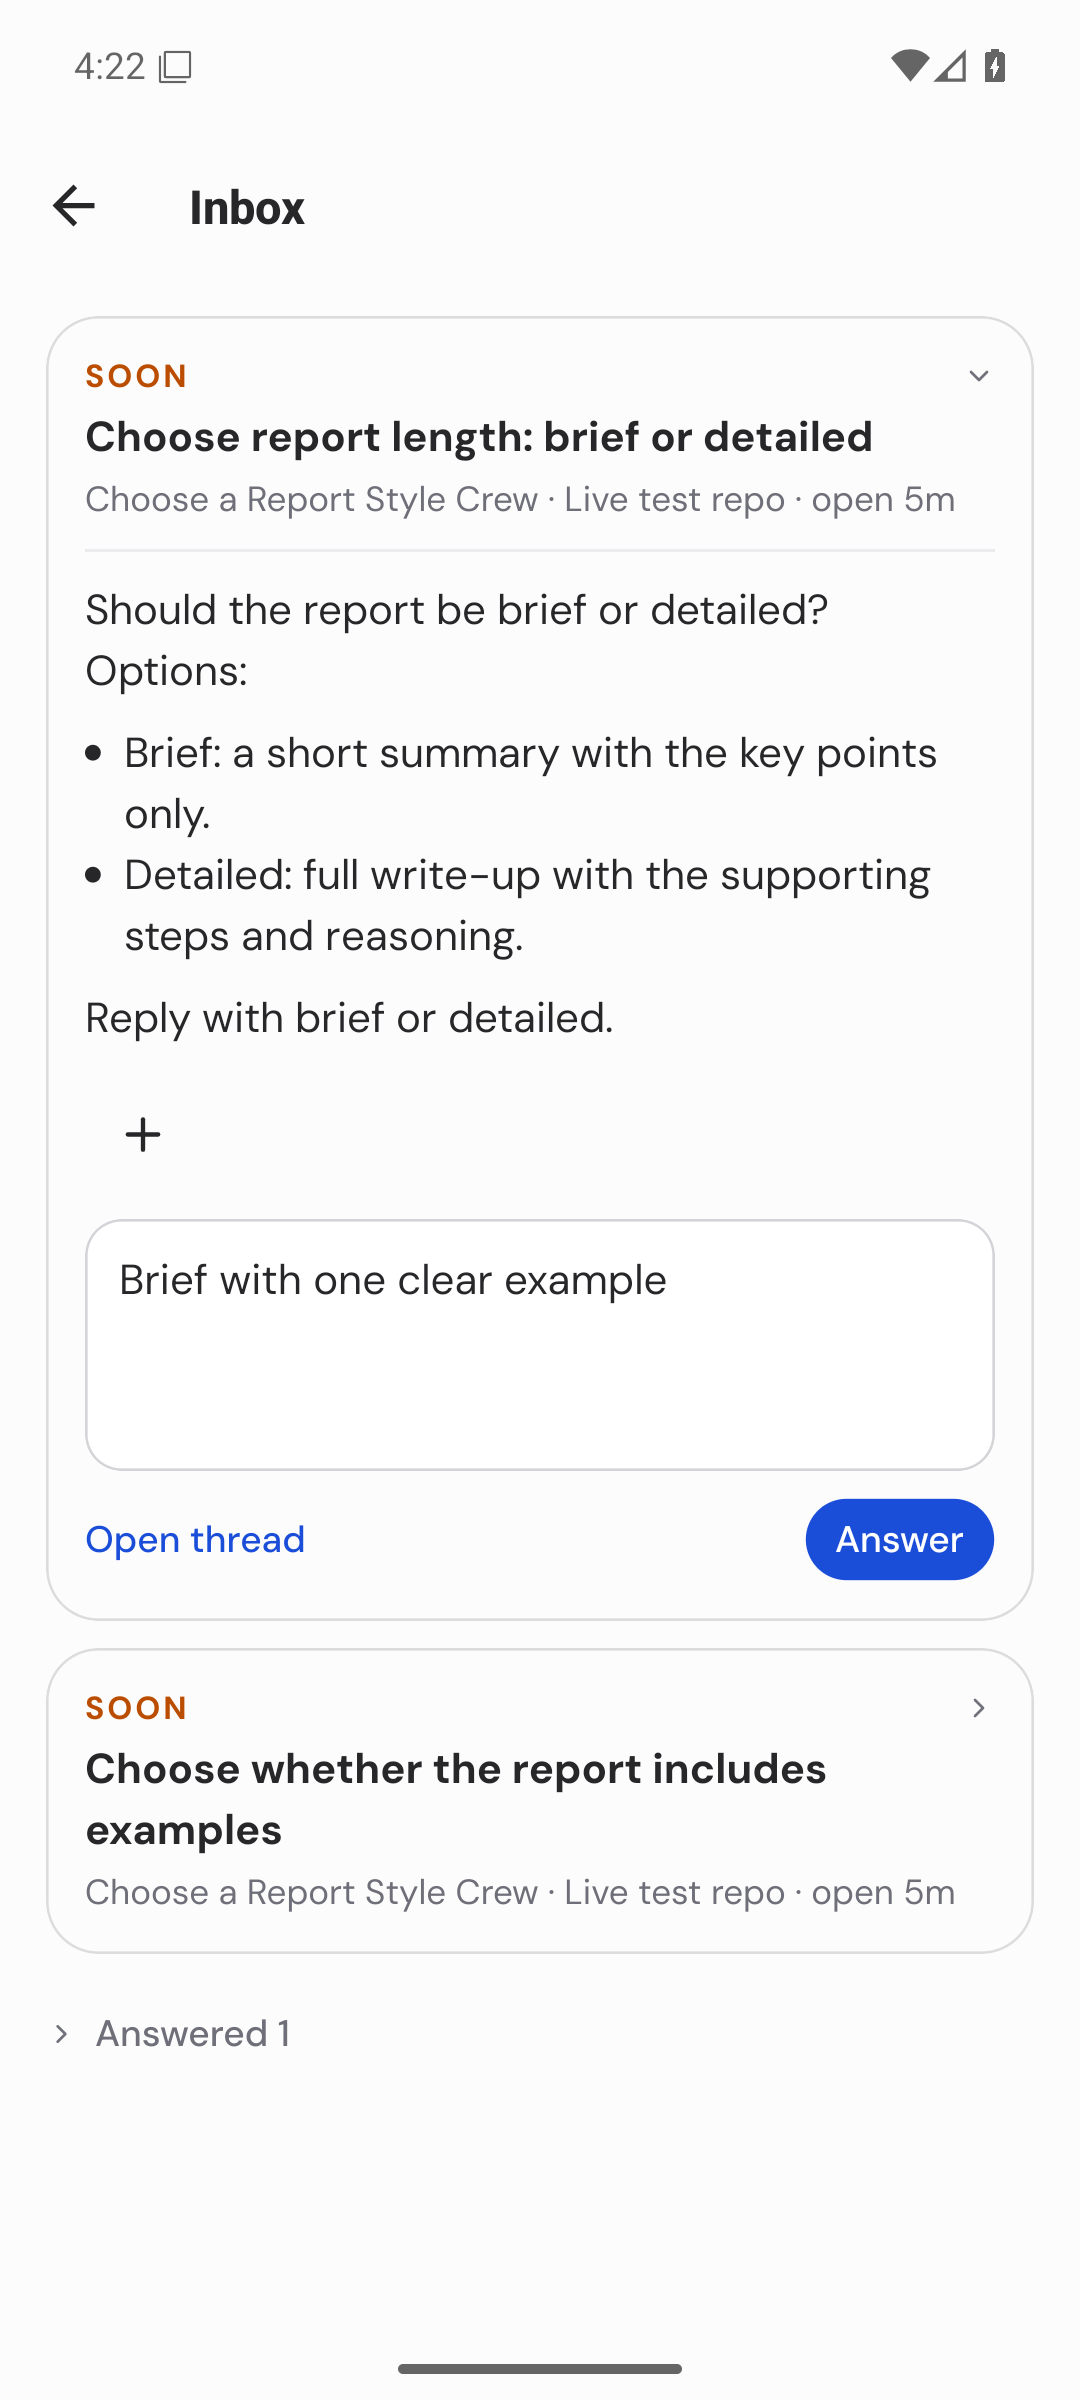 4:22
Inbox
SOON
Choose report length: brief or detailed
Choose a Report Style Crew · Live test repo · open 5m
Should the report be brief or detailed?
Options:
• Brief: a short summary with the key points
only.
• Detailed: full write-up with the supporting
steps and reasoning.
Reply with brief or detailed.
Brief with one clear example
Open thread
Answer
SOON
Choose whether the report includes
examples
Choose a Report Style Crew · Live test repo · open 5m
Answered 1